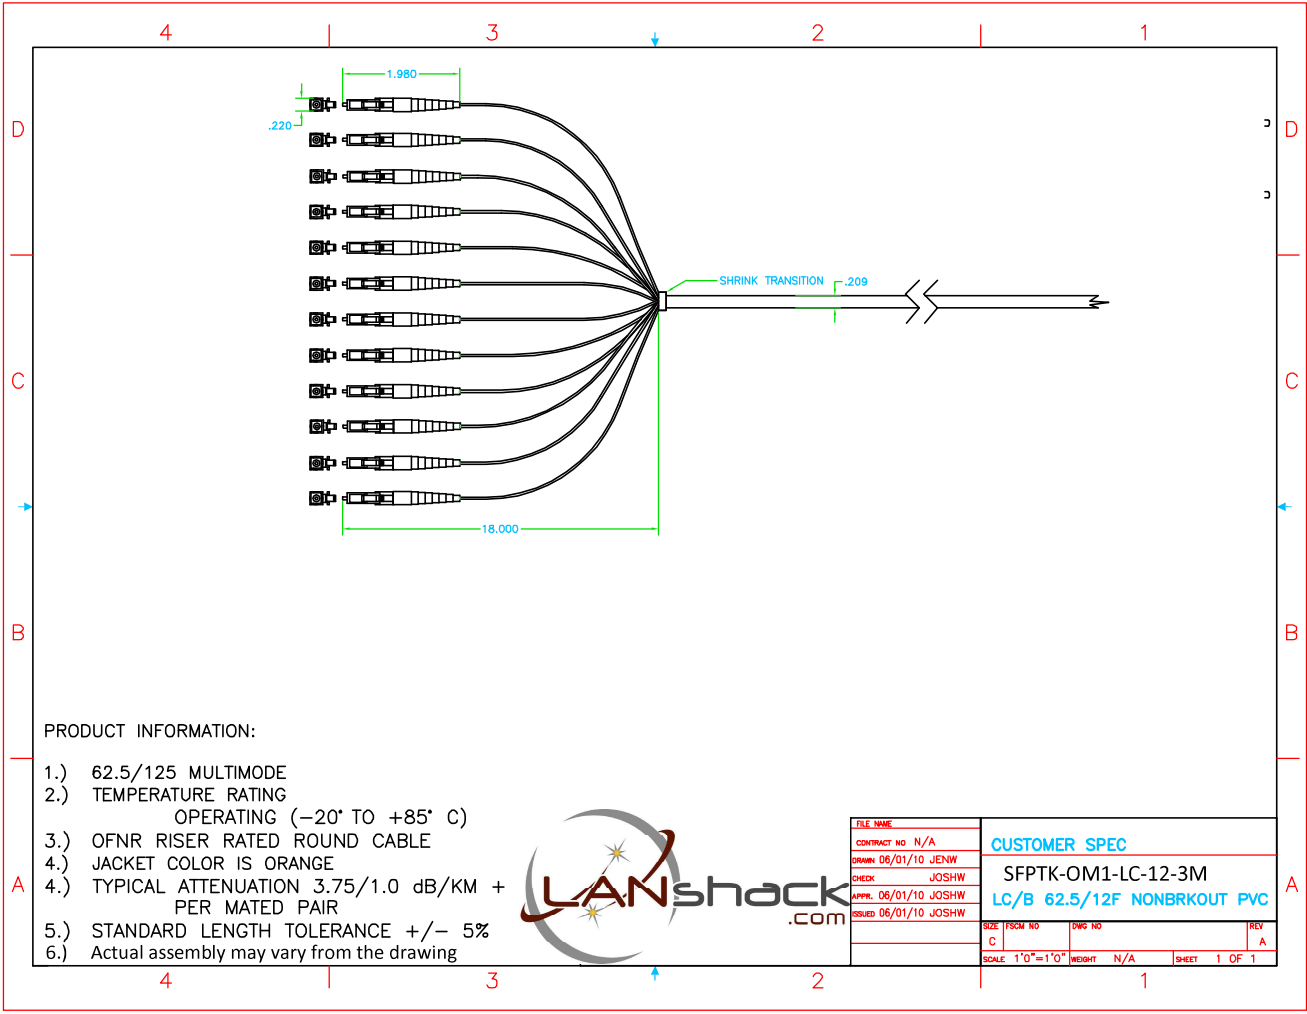 4 3 2 1
D D
1.980
.220
SHRINK TRANSITION
.209
C C
18.000
B B
PRODUCT INFORMATION:
1.) 62.5/125 MULTIMODE
2.) TEMPERATURE RATING
OPERATING (-20° TO +85° C)
3.) OFNR RISER RATED ROUND CABLE
4.) JACKET COLOR IS ORANGE
4.) TYPICAL ATTENUATION 3.75/1.0 dB/KM +
PER MATED PAIR
5.) STANDARD LENGTH TOLERANCE +/- 5%
6.) Actual assembly may vary from the drawing
A A
LANshack
.com
FILE NAME
CONTRACT NO N/A
DRAWN 06/01/10 JENW
CHECK JOSHW
APPR. 06/01/10 JOSHW
ISSUED 06/01/10 JOSHW
CUSTOMER SPEC
SFPTK-OM1-LC-12-3M
LC/B 62.5/12F NONBRKOUT PVC
SIZE C
FSCM NO
DWG NO
REV A
SCALE 1'0"=1'0"
WEIGHT N/A
SHEET 1 OF 1
4 3 2 1